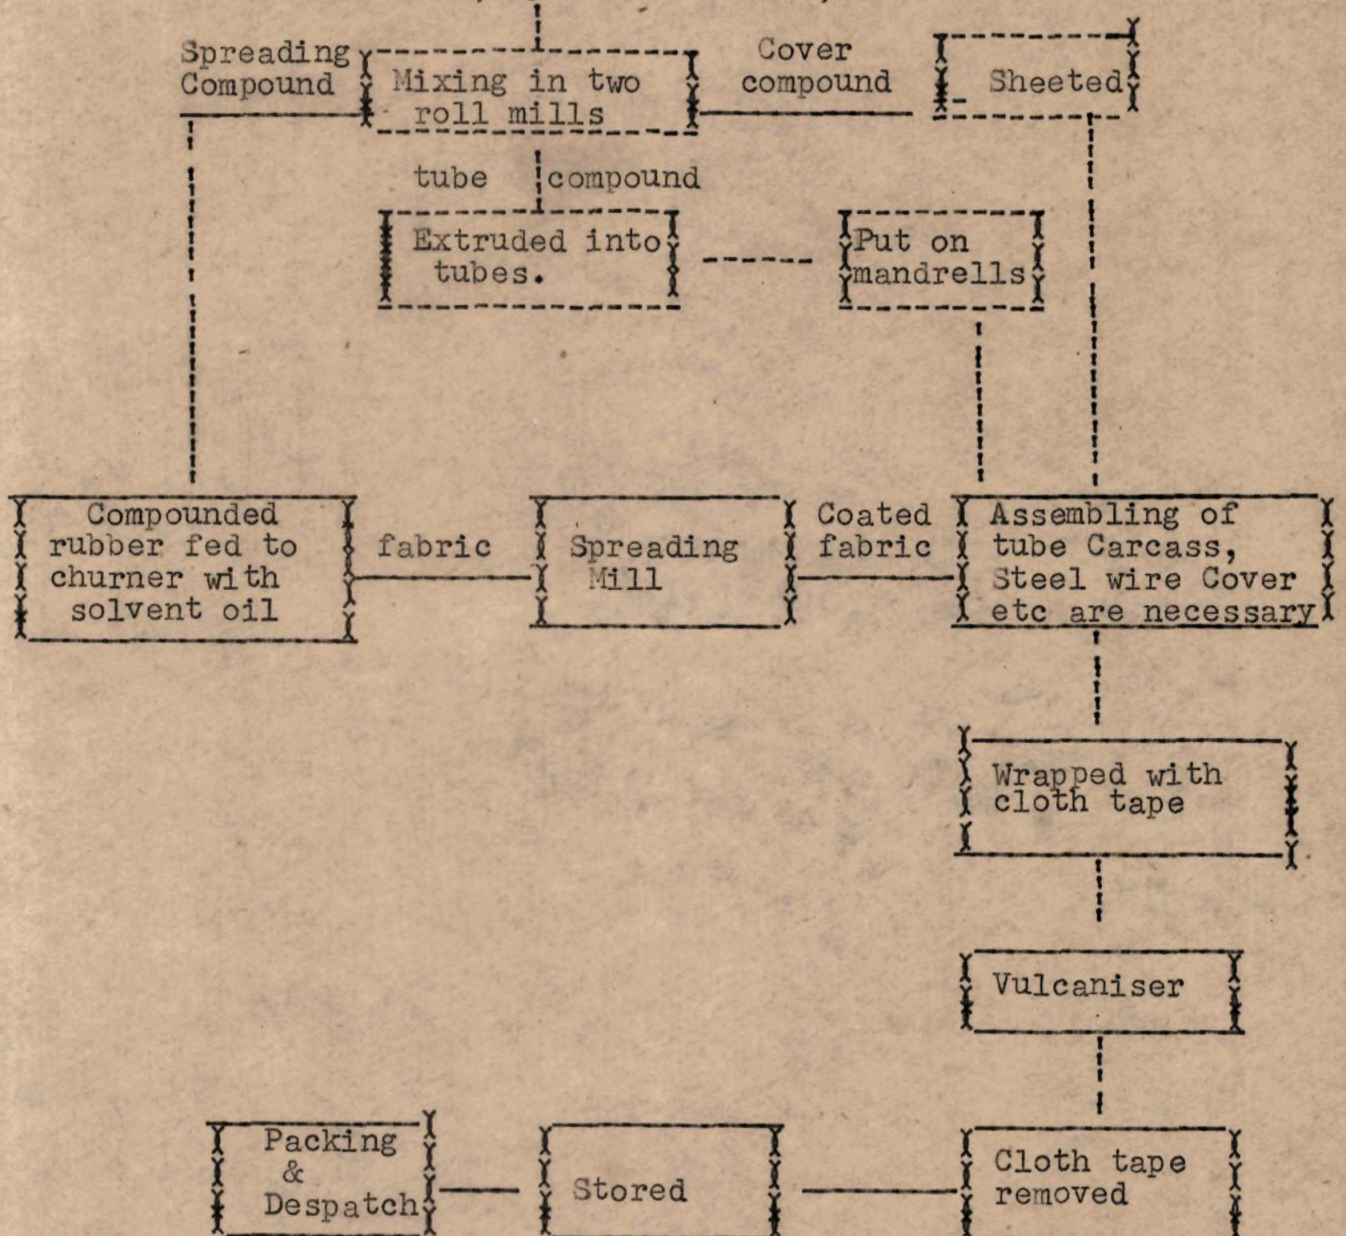 Spreading
Compound
Mixing in two
roll mills
Cover
compound
Sheeted
tube compound
Extruded into
tubes.
Put on
mandrells
Compounded
rubber fed to
churner with
solvent oil
fabric
Spreading
Mill
Coated
fabric
Assembling of
tube Carcass,
Steel wire Cover
etc are necessary
Wrapped with
cloth tape
Vulcaniser
Cloth tape
removed
Stored
Packing
&
Despatch